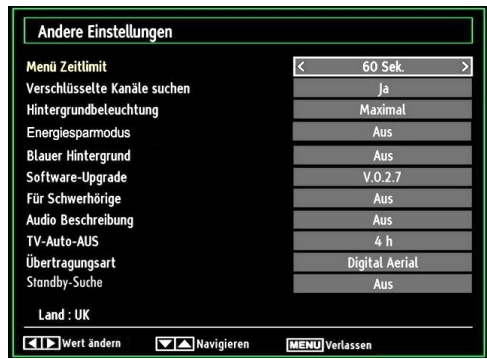 Andere Einstellungen
Menü Zeitlimit < 60 Sek. >
Verschlüsselte Kanäle suchen Ja
Hintergrundbeleuchtung Maximal
Energiesparmodus Aus
Blauer Hintergrund Aus
Software-Upgrade V.0.2.7
Für Schwerhörige Aus
Audio Beschreibung Aus
TV-Auto-AUS 4 h
Übertragungsart Digital Aerial
Standby-Suche Aus
Land : UK
Wert ändern Navigieren MENU Verlassen